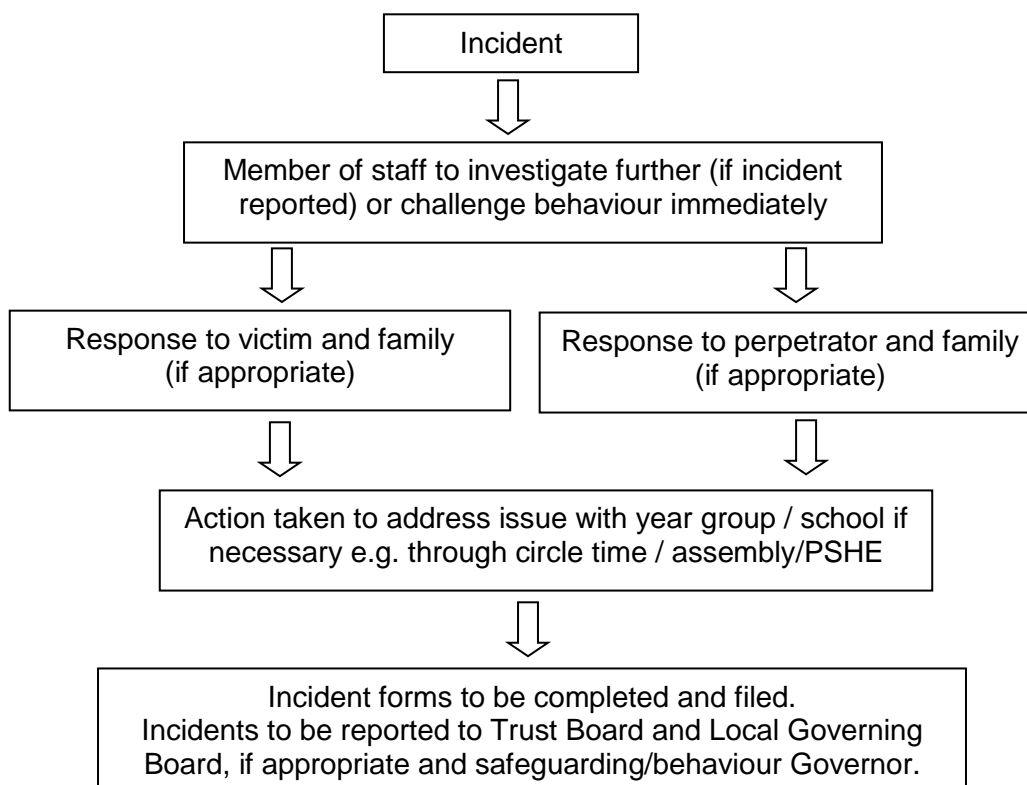 Incident
Member of staff to investigate further (if incident
reported) or challenge behaviour immediately
Response to victim and family
(if appropriate)
Response to perpetrator and family
(if appropriate)
Action taken to address issue with year group / school if
necessary e.g. through circle time / assembly/PSHE
Incident forms to be completed and filed.
Incidents to be reported to Trust Board and Local Governing
Board, if appropriate and safeguarding/behaviour Governor.